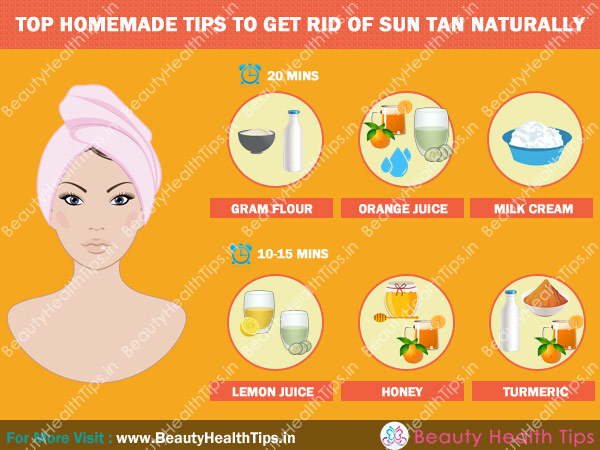 TOP HOMEMADE TIPS TO GET RID OF SUN TAN NATURALLY
20 MINS
GRAM FLOUR
ORANGE JUICE
MILK CREAM
10-15 MINS
LEMON JUICE
HONEY
TURMERIC
For More Visit : www.BeautyHealthTips.in
Beauty Health Tips
BeautyHealthTips.in